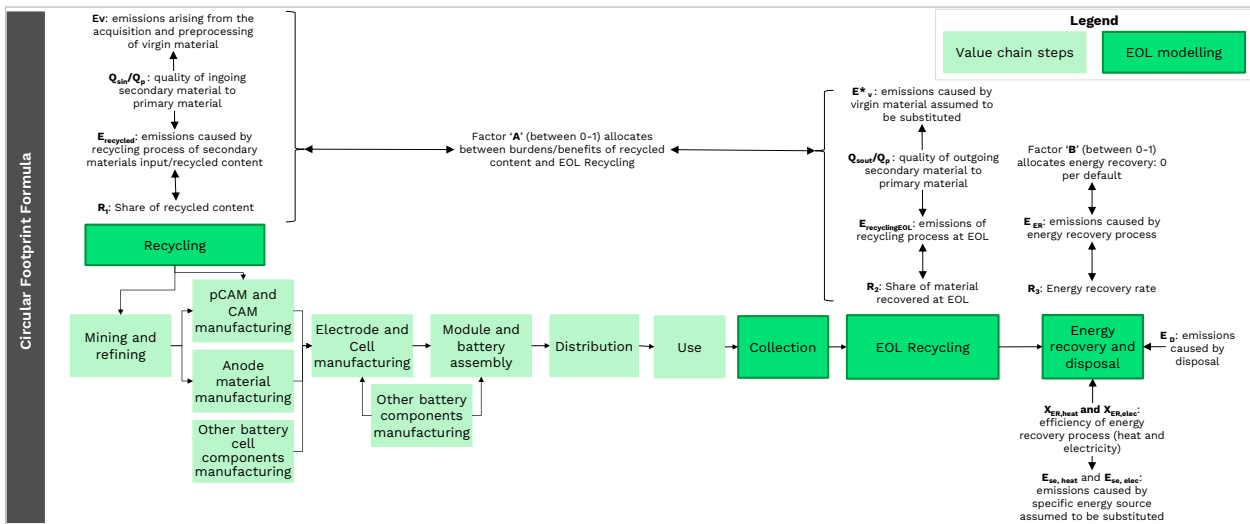 Circular Footprint Formula
Ev: emissions arising from the
acquisition and preprocessing
of virgin material
Qsin/Qp: quality of ingoing
secondary material to
primary material
Erecycled: emissions caused by
recycling process of secondary
materials input/recycled content
R1: Share of recycled content
Factor 'A' (between 0-1) allocates
between burdens/benefits of recycled
content and EOL Recycling
Legend
Value chain steps
EOL modelling
E*v: emissions caused by
virgin material assumed to
be substituted
Qsout/Qp: quality of outgoing
secondary material to
primary material
ErecyclingEOL: emissions of
recycling process at EOL
R2: Share of material
recovered at EOL
Factor 'B' (between 0-1)
allocates energy recovery: 0
per default
E ER: emissions caused by
energy recovery process
R3: Energy recovery rate
Recycling
Mining and
refining
pCAM and
CAM
manufacturing
Anode
material
manufacturing
Other battery
cell
components
manufacturing
Electrode and
Cell
manufacturing
Module and
battery
assembly
Other battery
components
manufacturing
Distribution
Use
Collection
EOL Recycling
Energy
recovery and
disposal
E D: emissions
caused by
disposal
XER,heat and XER,elec:
efficiency of energy
recovery process (heat and
electricity)
Ese, heat and Ese, elec:
emissions caused by
specific energy source
assumed to be substituted